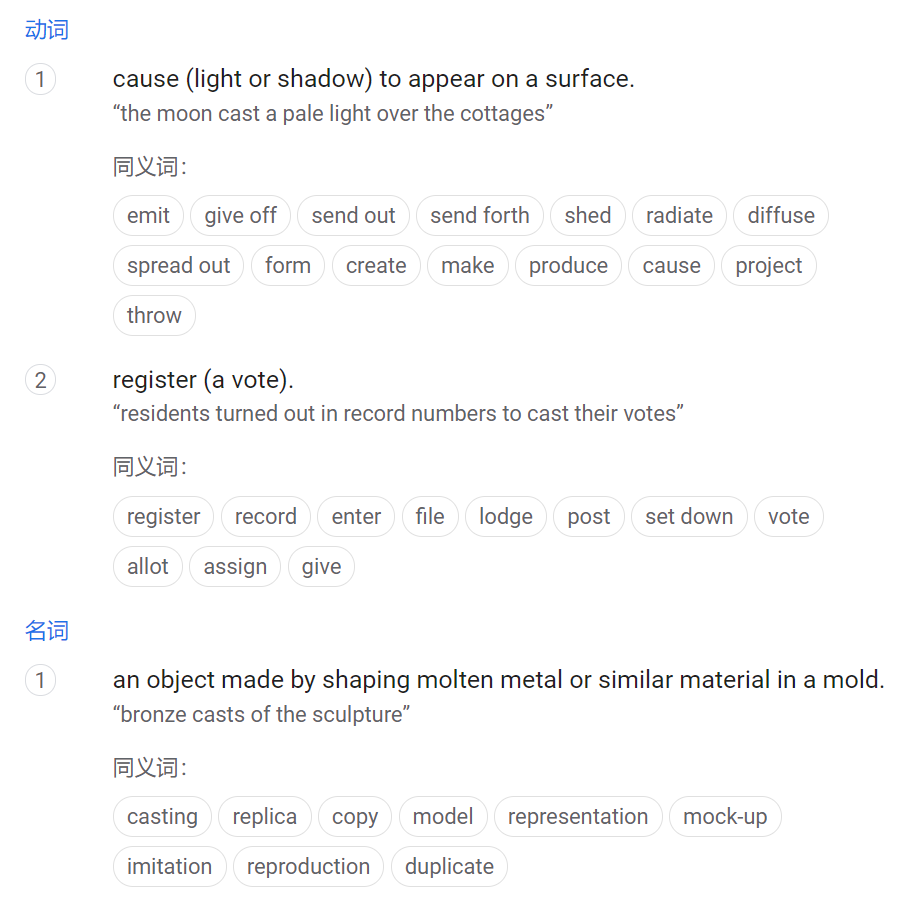 动词
1 cause (light or shadow) to appear on a surface.
“the moon cast a pale light over the cottages”
同义词：
emit give off send out send forth shed radiate diffuse
spread out form create make produce cause project
throw
2 register (a vote).
“residents turned out in record numbers to cast their votes”
同义词：
register record enter file lodge post set down vote
allot assign give
名词
1 an object made by shaping molten metal or similar material in a mold.
“bronze casts of the sculpture”
同义词：
casting replica copy model representation mock-up
imitation reproduction duplicate